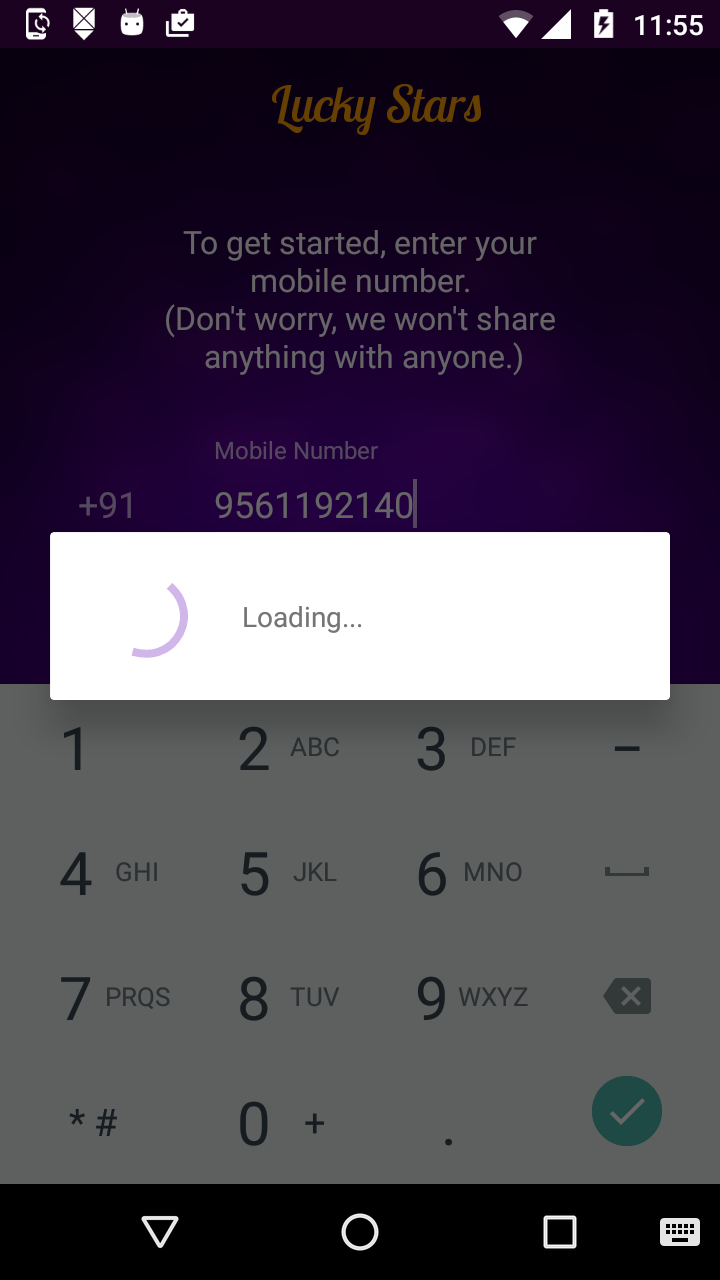 11:55
Lucky Stars
To get started, enter your
mobile number.
(Don't worry, we won't share
anything with anyone.)
Mobile Number
+91 9561192140
Loading...
1 2 ABC 3 DEF –
4 GHI 5 JKL 6 MNO
7 PRQS 8 TUV 9 WXYZ
* # 0 + .